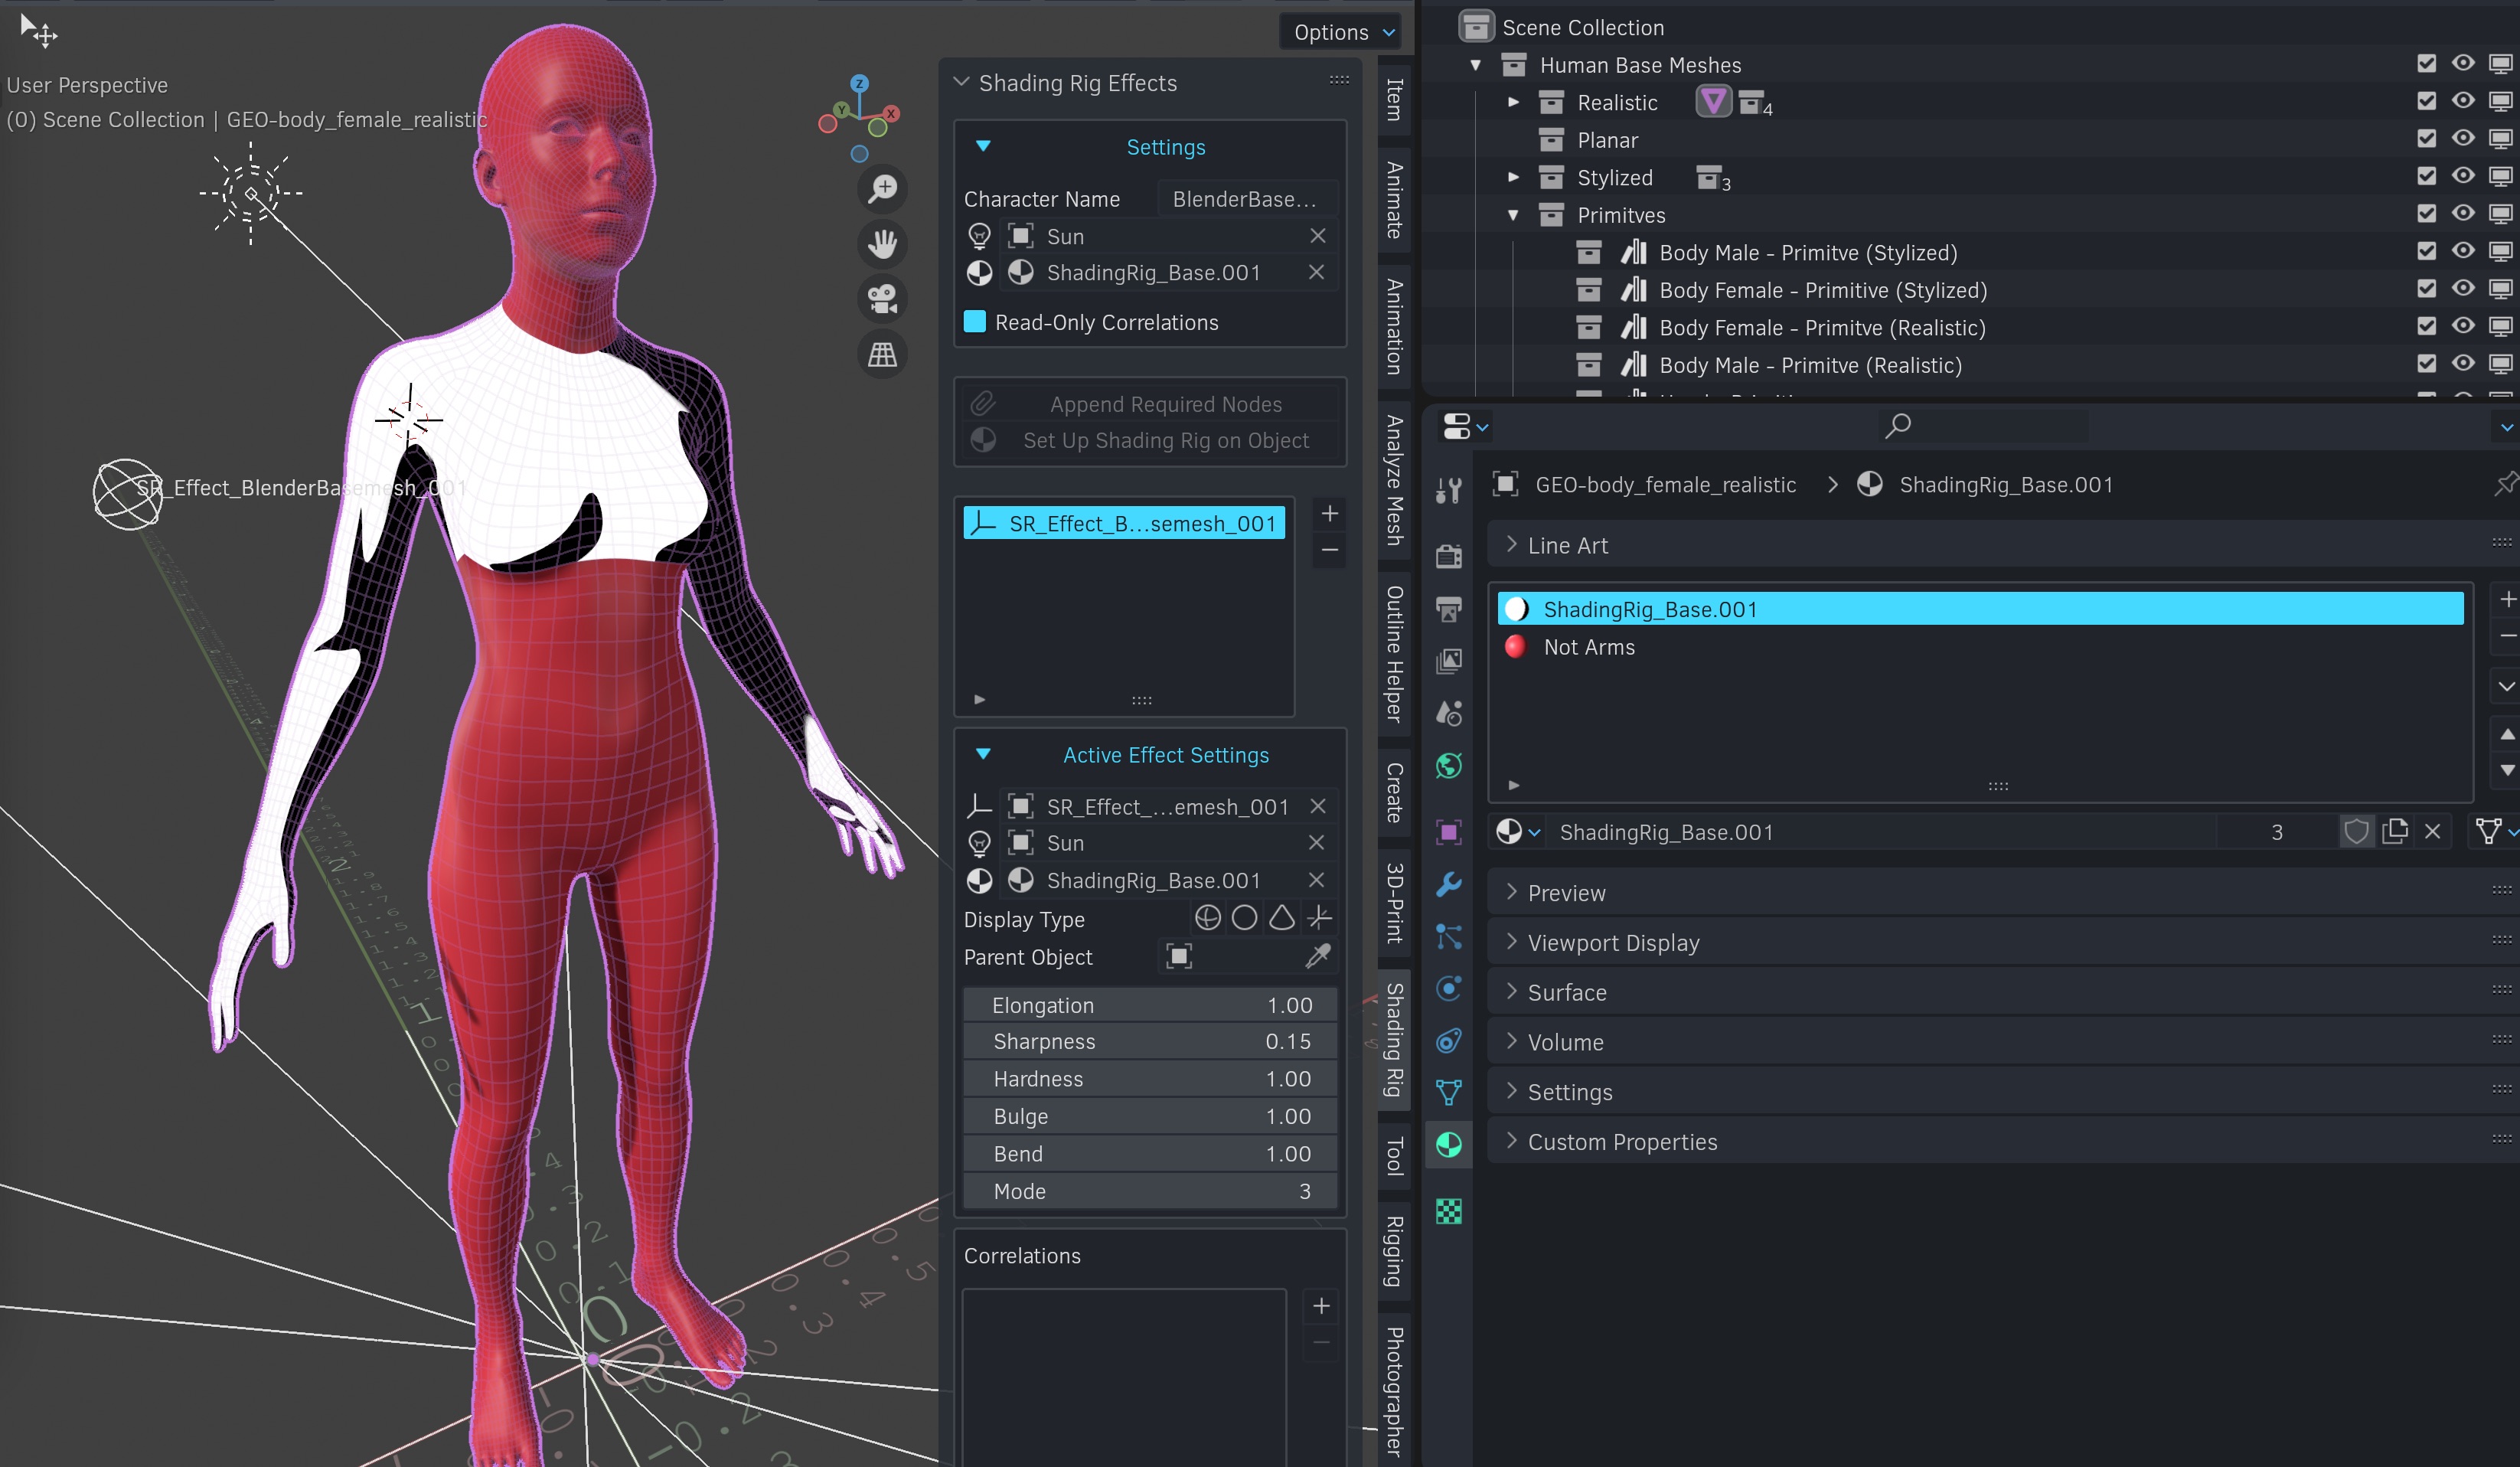 Options
User Perspective
(0) Scene Collection | GEO-body_female_realistic
Z
Y
X
SR_Effect_BlenderBasemesh_001
Shading Rig Effects
Settings
Character Name BlenderBase...
Sun
ShadingRig_Base.001
Read-Only Correlations
Append Required Nodes
Set Up Shading Rig on Object
SR_Effect_B...semesh_001
Active Effect Settings
SR_Effect_...emesh_001
Sun
ShadingRig_Base.001
Display Type
Parent Object
Elongation 1.00
Sharpness 0.15
Hardness 1.00
Bulge 1.00
Bend 1.00
Mode 3
Correlations
Item
Animate
Animation
Analyze Mesh
Outline Helper
Create
3D-Print
Shading Rig
Tool
Rigging
Photographer
Scene Collection
Human Base Meshes
Realistic 4
Planar
Stylized 3
Primitves
Body Male - Primitve (Stylized)
Body Female - Primitive (Stylized)
Body Female - Primitve (Realistic)
Body Male - Primitve (Realistic)
GEO-body_female_realistic > ShadingRig_Base.001
Line Art
ShadingRig_Base.001
Not Arms
ShadingRig_Base.001 3
Preview
Viewport Display
Surface
Volume
Settings
Custom Properties